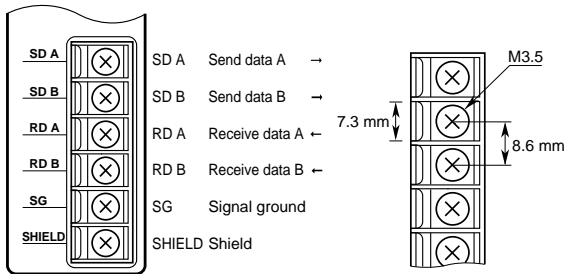 SD A SD A Send data A →
SD B SD B Send data B →
RD A RD A Receive data A ←
RD B RD B Receive data B ←
SG SG Signal ground
SHIELD SHIELD Shield
M3.5
7.3 mm
8.6 mm